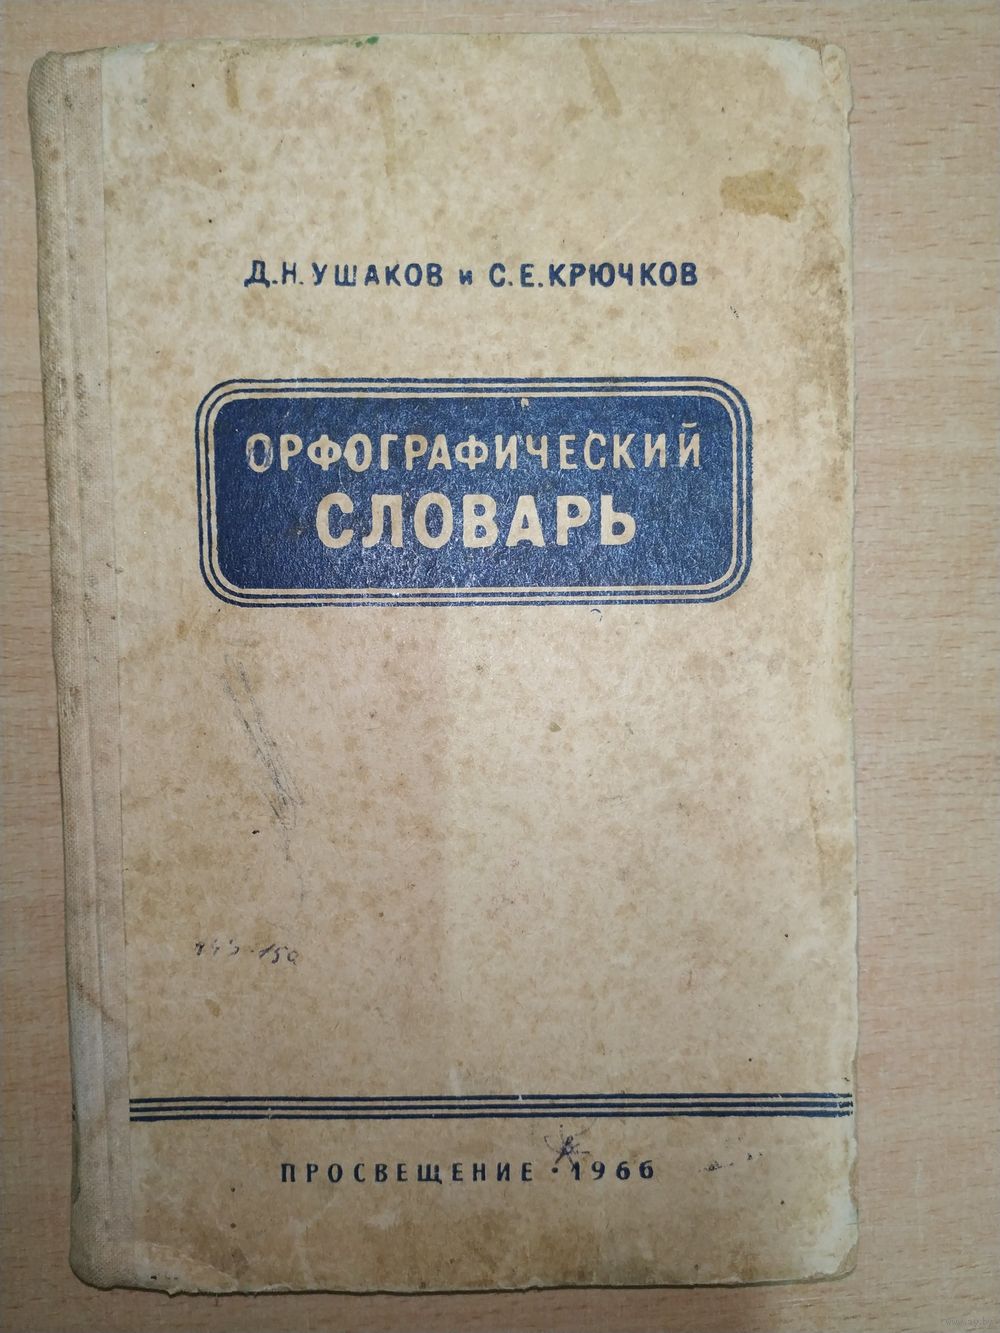 Д.Н. УШАКОВ и С.Е. КРЮЧКОВ
ОРФОГРАФИЧЕСКИЙ
СЛОВАРЬ
ПРОСВЕЩЕНИЕ • 1966